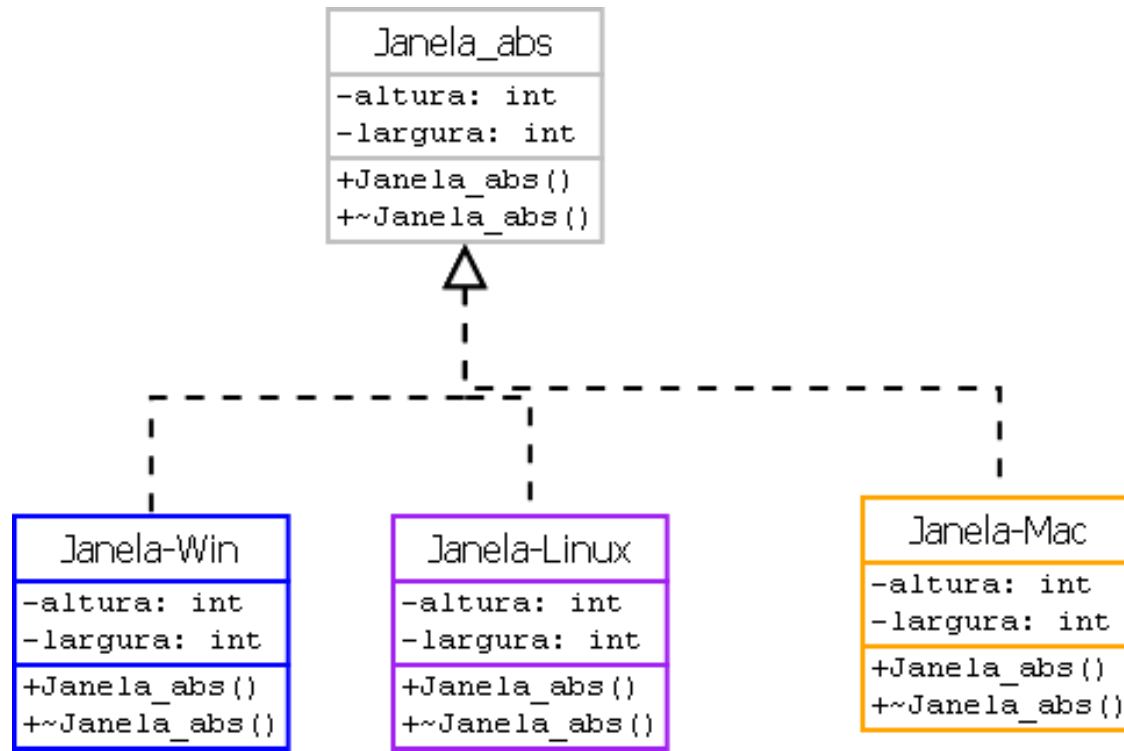 Janela_abs
-altura: int
-largura: int
+Janela_abs()
+~Janela_abs()
Janela-Win
-altura: int
-largura: int
+Janela_abs()
+~Janela_abs()
Janela-Linux
-altura: int
-largura: int
+Janela_abs()
+~Janela_abs()
Janela-Mac
-altura: int
-largura: int
+Janela_abs()
+~Janela_abs()